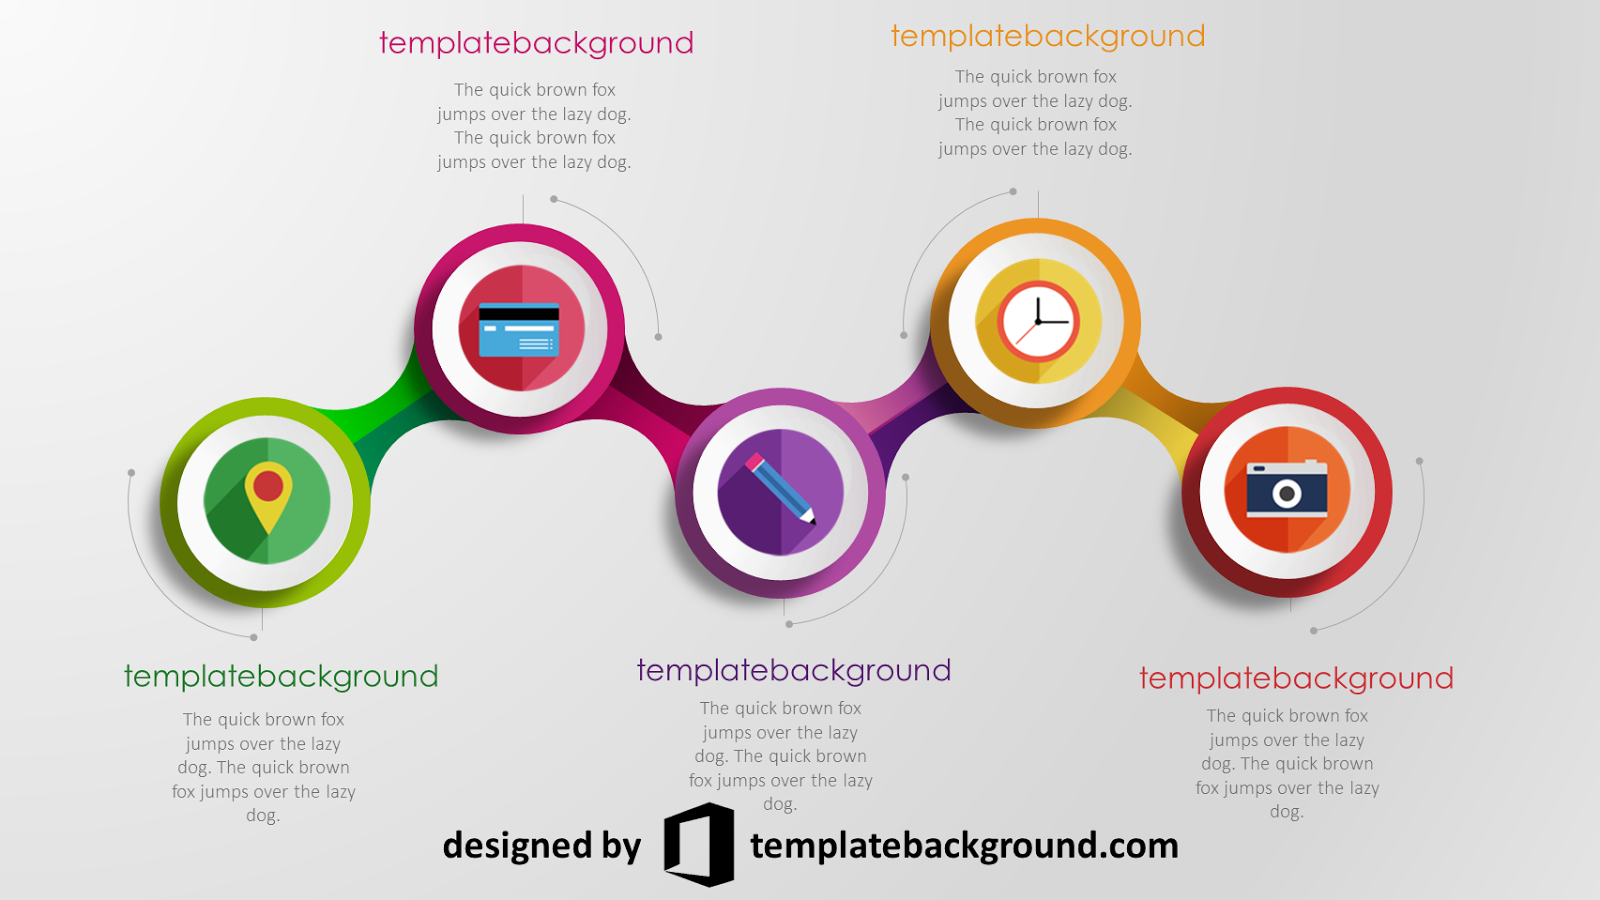 templatebackground
The quick brown fox
jumps over the lazy dog.
The quick brown fox
jumps over the lazy dog.
templatebackground
The quick brown fox
jumps over the lazy dog.
The quick brown fox
jumps over the lazy dog.
templatebackground
The quick brown fox
jumps over the lazy
dog. The quick brown
fox jumps over the lazy
dog.
templatebackground
The quick brown fox
jumps over the lazy
dog. The quick brown
fox jumps over the lazy
dog.
templatebackground
The quick brown fox
jumps over the lazy
dog. The quick brown
fox jumps over the lazy
dog.
designed by templatebackground.com